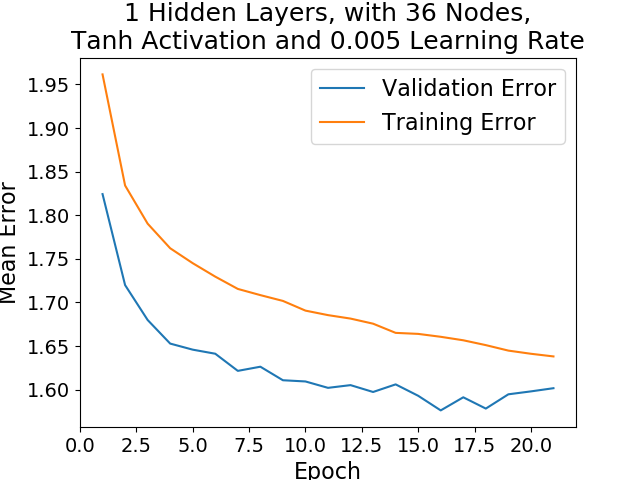 1 Hidden Layers, with 36 Nodes,
Tanh Activation and 0.005 Learning Rate
Validation Error
Training Error
1.95
1.90
1.85
1.80
1.75
1.70
1.65
1.60
Mean Error
0.0 2.5 5.0 7.5 10.0 12.5 15.0 17.5 20.0
Epoch